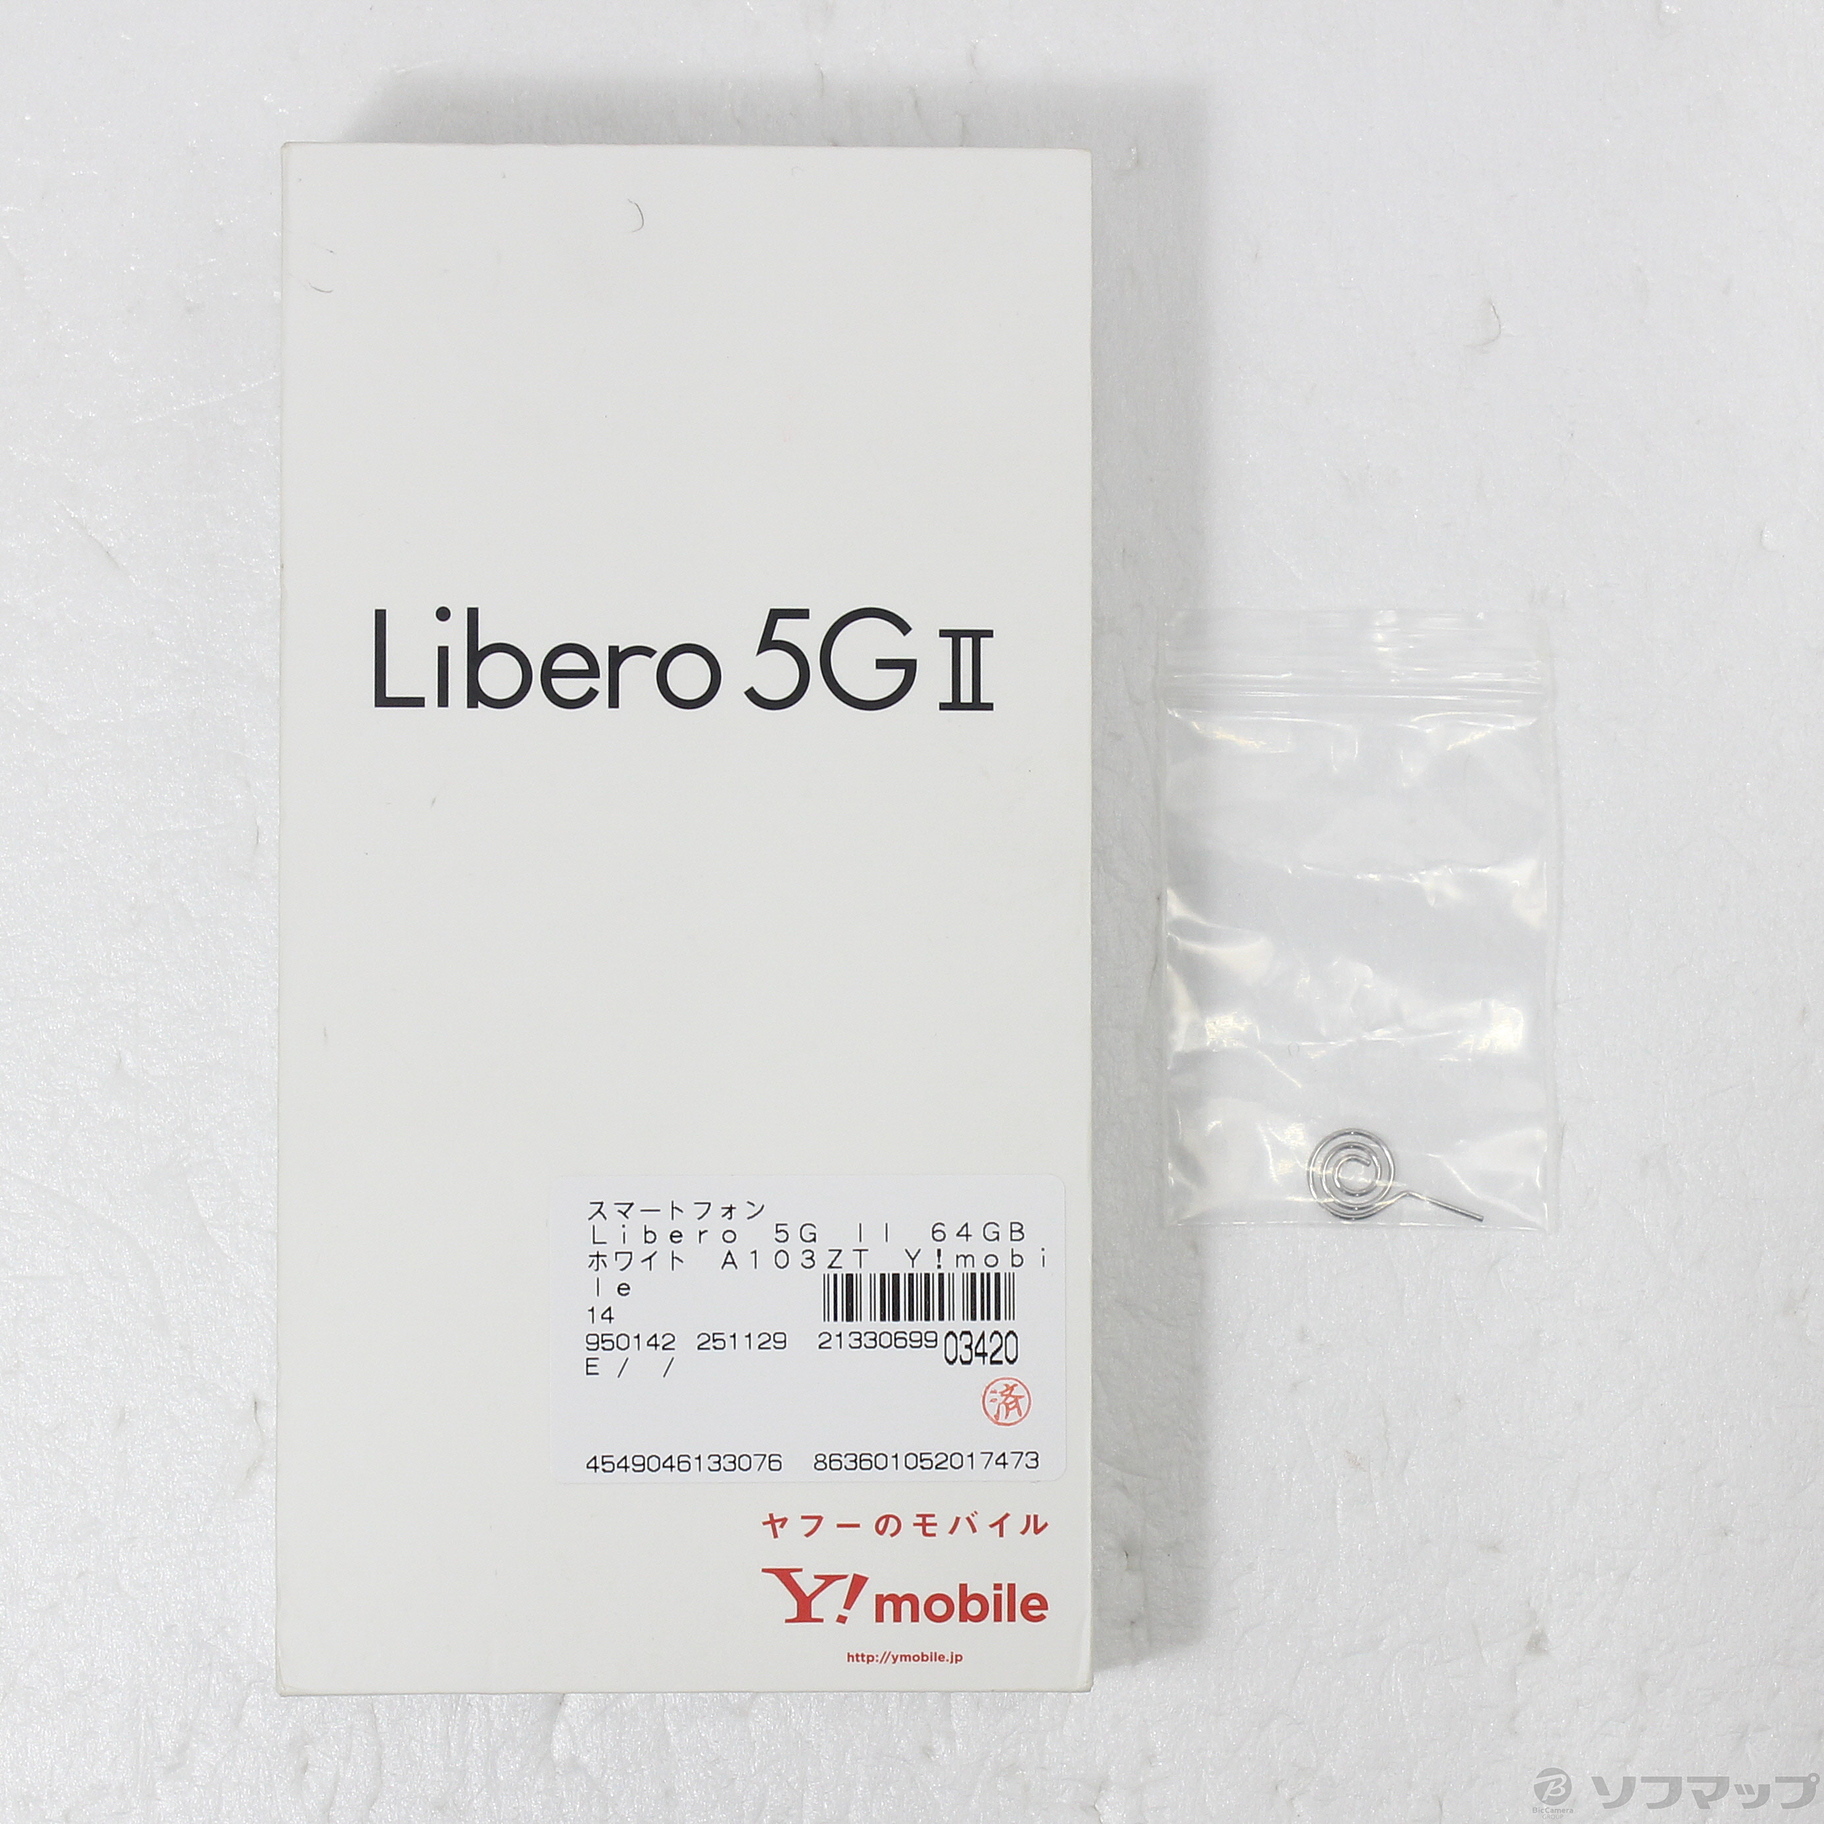 Libero 5G II
スマートフォン
Libero 5G II 64GB
ホワイト A103ZT Y!mobi
le
14
950142 251129 21330699 03420
E / /
済
4549046133076 863601052017473
ヤフーのモバイル
Y!mobile
http://ymobile.jp
B ソフマップ
BicCamera
GROUP